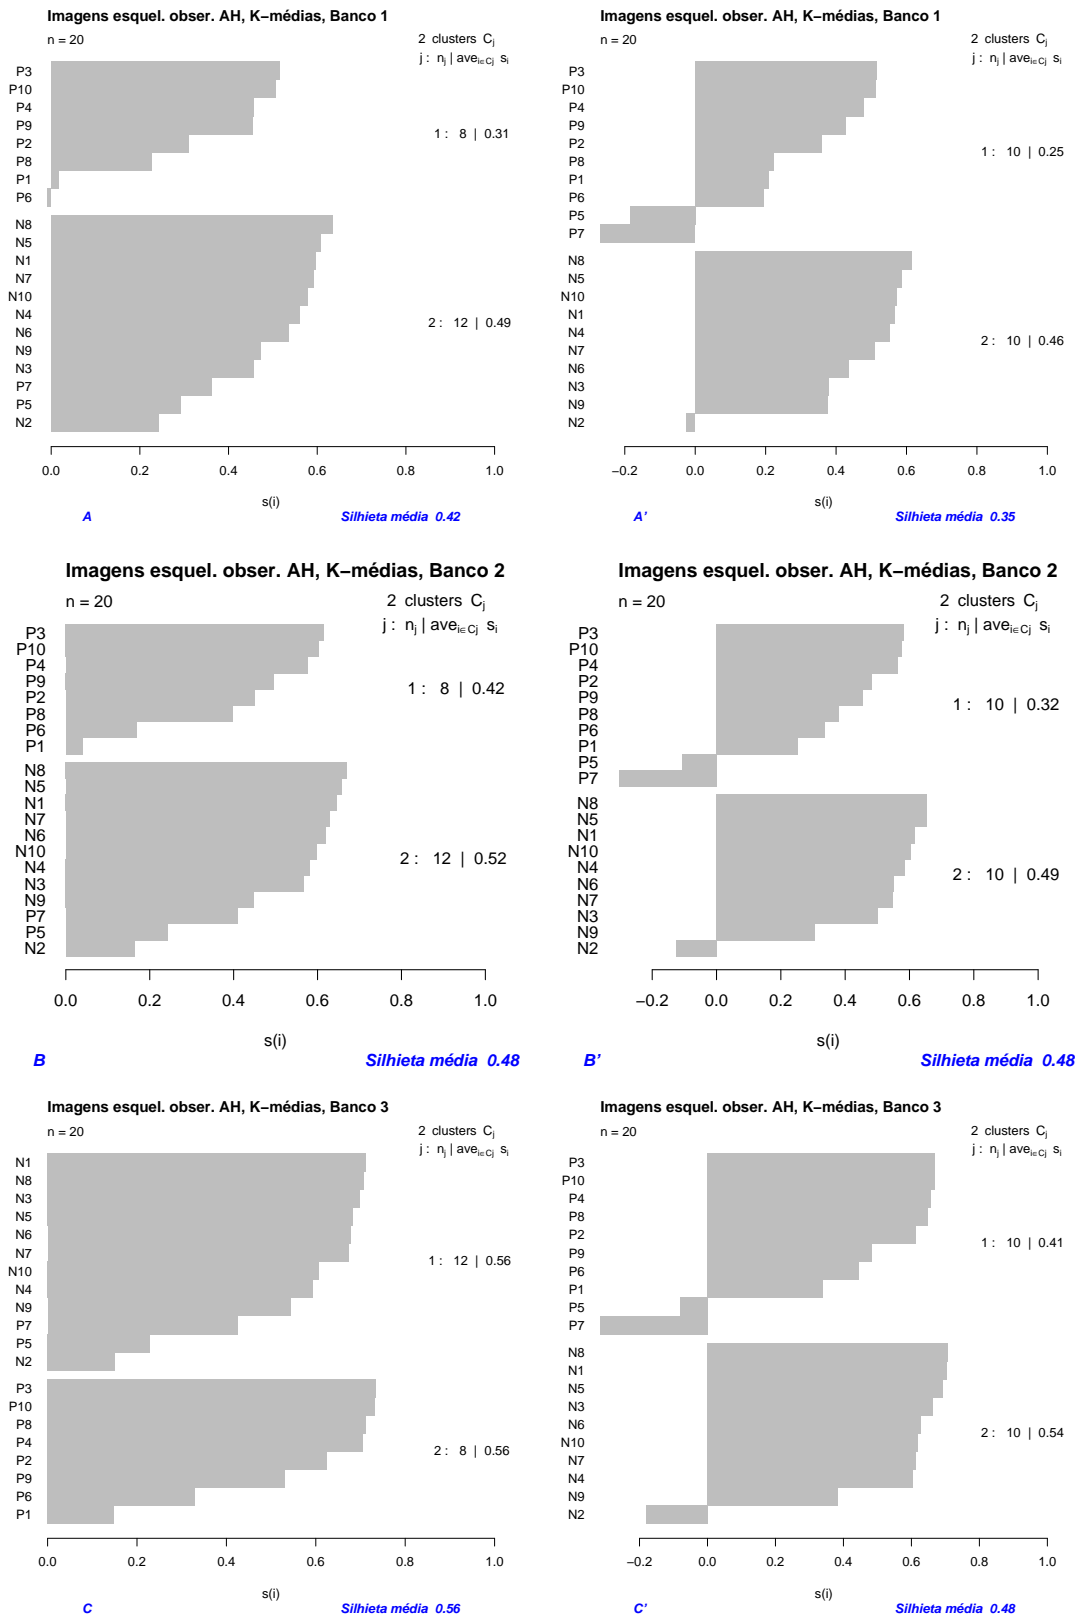 Imagens esquel. obser. AH, K−médias, Banco 1
n = 20
2 clusters Cj
j : nj | avei∈Cj si
P3
P10
P4
P9
P2
P8
P1
P6
1 : 8 | 0.31
N8
N5
N1
N7
N10
N4
N6
N9
N3
P7
P5
N2
2 : 12 | 0.49
0.0 0.2 0.4 0.6 0.8 1.0
s(i)
A
Silhieta média 0.42
Imagens esquel. obser. AH, K−médias, Banco 1
n = 20
2 clusters Cj
j : nj | avei∈Cj si
P3
P10
P4
P9
P2
P8
P1
P6
P5
P7
1 : 10 | 0.25
N8
N5
N10
N1
N4
N7
N6
N3
N9
N2
2 : 10 | 0.46
−0.2 0.0 0.2 0.4 0.6 0.8 1.0
s(i)
A’
Silhieta média 0.35
Imagens esquel. obser. AH, K−médias, Banco 2
n = 20
2 clusters Cj
j : nj | avei∈Cj si
P3
P10
P4
P9
P2
P8
P6
P1
1 : 8 | 0.42
N8
N5
N1
N7
N6
N10
N4
N3
N9
P7
P5
N2
2 : 12 | 0.52
0.0 0.2 0.4 0.6 0.8 1.0
s(i)
B
Silhieta média 0.48
Imagens esquel. obser. AH, K−médias, Banco 2
n = 20
2 clusters Cj
j : nj | avei∈Cj si
P3
P10
P4
P2
P9
P8
P6
P1
P5
P7
1 : 10 | 0.32
N8
N5
N1
N10
N4
N6
N7
N3
N9
N2
2 : 10 | 0.49
−0.2 0.0 0.2 0.4 0.6 0.8 1.0
s(i)
B’
Silhieta média 0.48
Imagens esquel. obser. AH, K−médias, Banco 3
n = 20
2 clusters Cj
j : nj | avei∈Cj si
N1
N8
N3
N5
N6
N7
N10
N4
N9
P7
P5
N2
1 : 12 | 0.56
P3
P10
P8
P4
P2
P9
P6
P1
2 : 8 | 0.56
0.0 0.2 0.4 0.6 0.8 1.0
s(i)
C
Silhieta média 0.56
Imagens esquel. obser. AH, K−médias, Banco 3
n = 20
2 clusters Cj
j : nj | avei∈Cj si
P3
P10
P4
P8
P2
P9
P6
P1
P5
P7
1 : 10 | 0.41
N8
N1
N5
N3
N6
N10
N7
N4
N9
N2
2 : 10 | 0.54
−0.2 0.0 0.2 0.4 0.6 0.8 1.0
s(i)
C’
Silhieta média 0.48